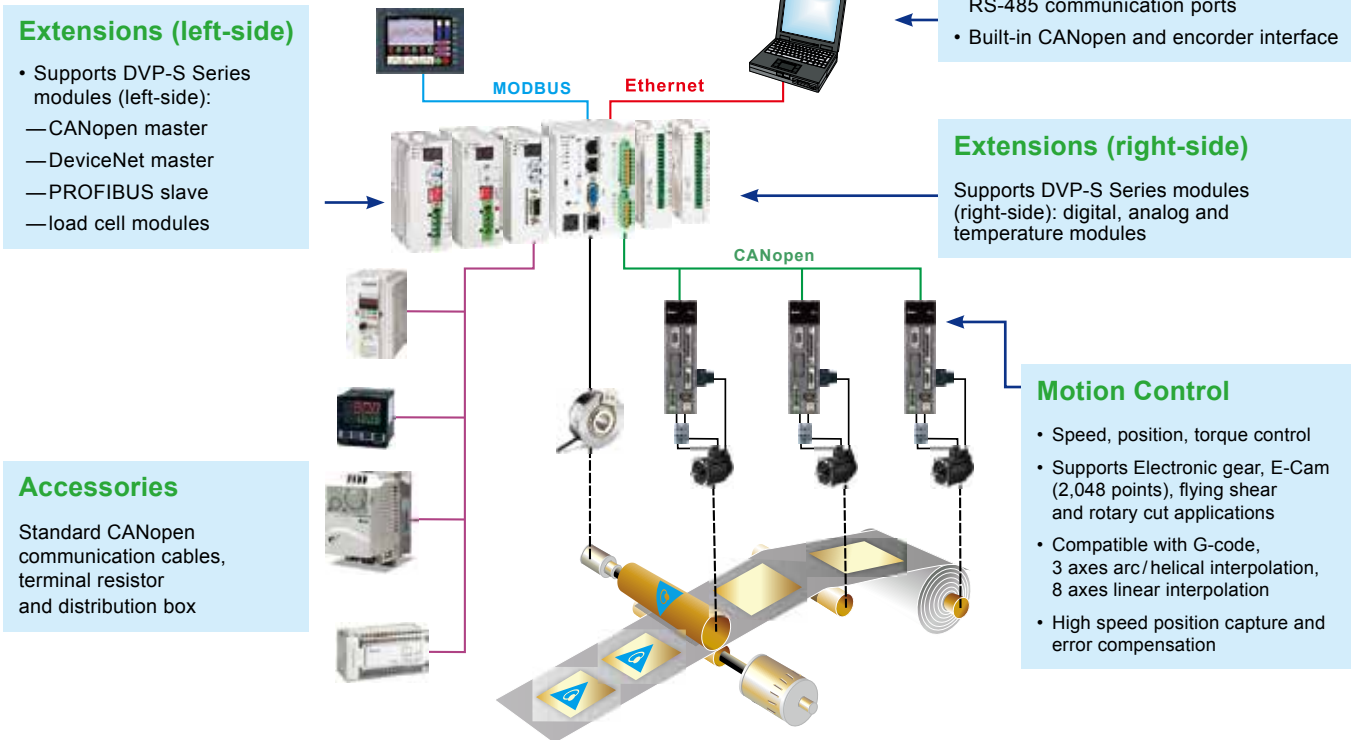 Extensions (left-side)
• Supports DVP-S Series
modules (left-side):
—CANopen master
—DeviceNet master
—PROFIBUS slave
—load cell modules
RS-485 communication ports
• Built-in CANopen and encorder interface
MODBUS
Ethernet
Extensions (right-side)
Supports DVP-S Series modules
(right-side): digital, analog and
temperature modules
CANopen
Motion Control
• Speed, position, torque control
• Supports Electronic gear, E-Cam
(2,048 points), flying shear
and rotary cut applications
• Compatible with G-code,
3 axes arc/helical interpolation,
8 axes linear interpolation
• High speed position capture and
error compensation
Accessories
Standard CANopen
communication cables,
terminal resistor
and distribution box